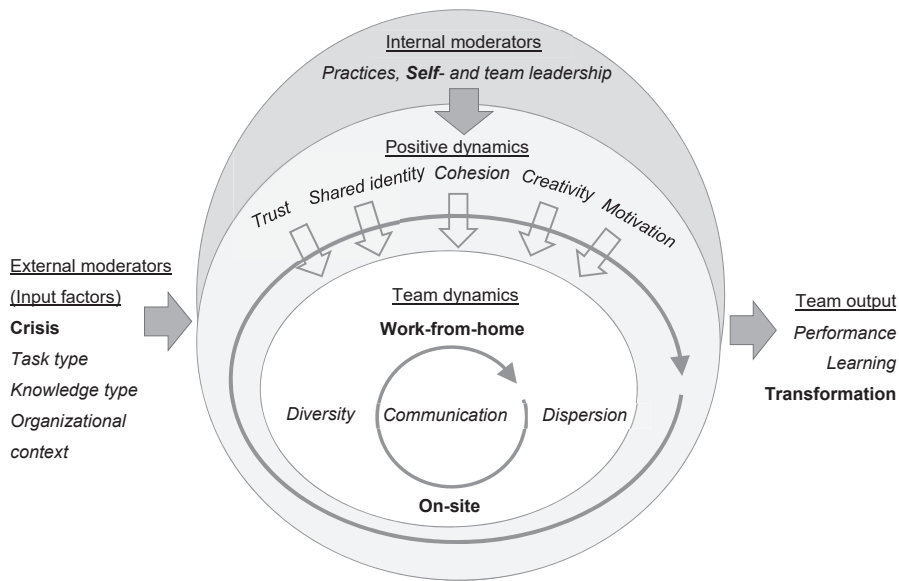 Internal moderators
Practices, Self- and team leadership
Positive dynamics
Trust
Shared identity
Cohesion
Creativity
Motivation
External moderators
(Input factors)
Crisis
Task type
Knowledge type
Organizational
context
Team dynamics
Work-from-home
Diversity
Communication
Dispersion
On-site
Team output
Performance
Learning
Transformation